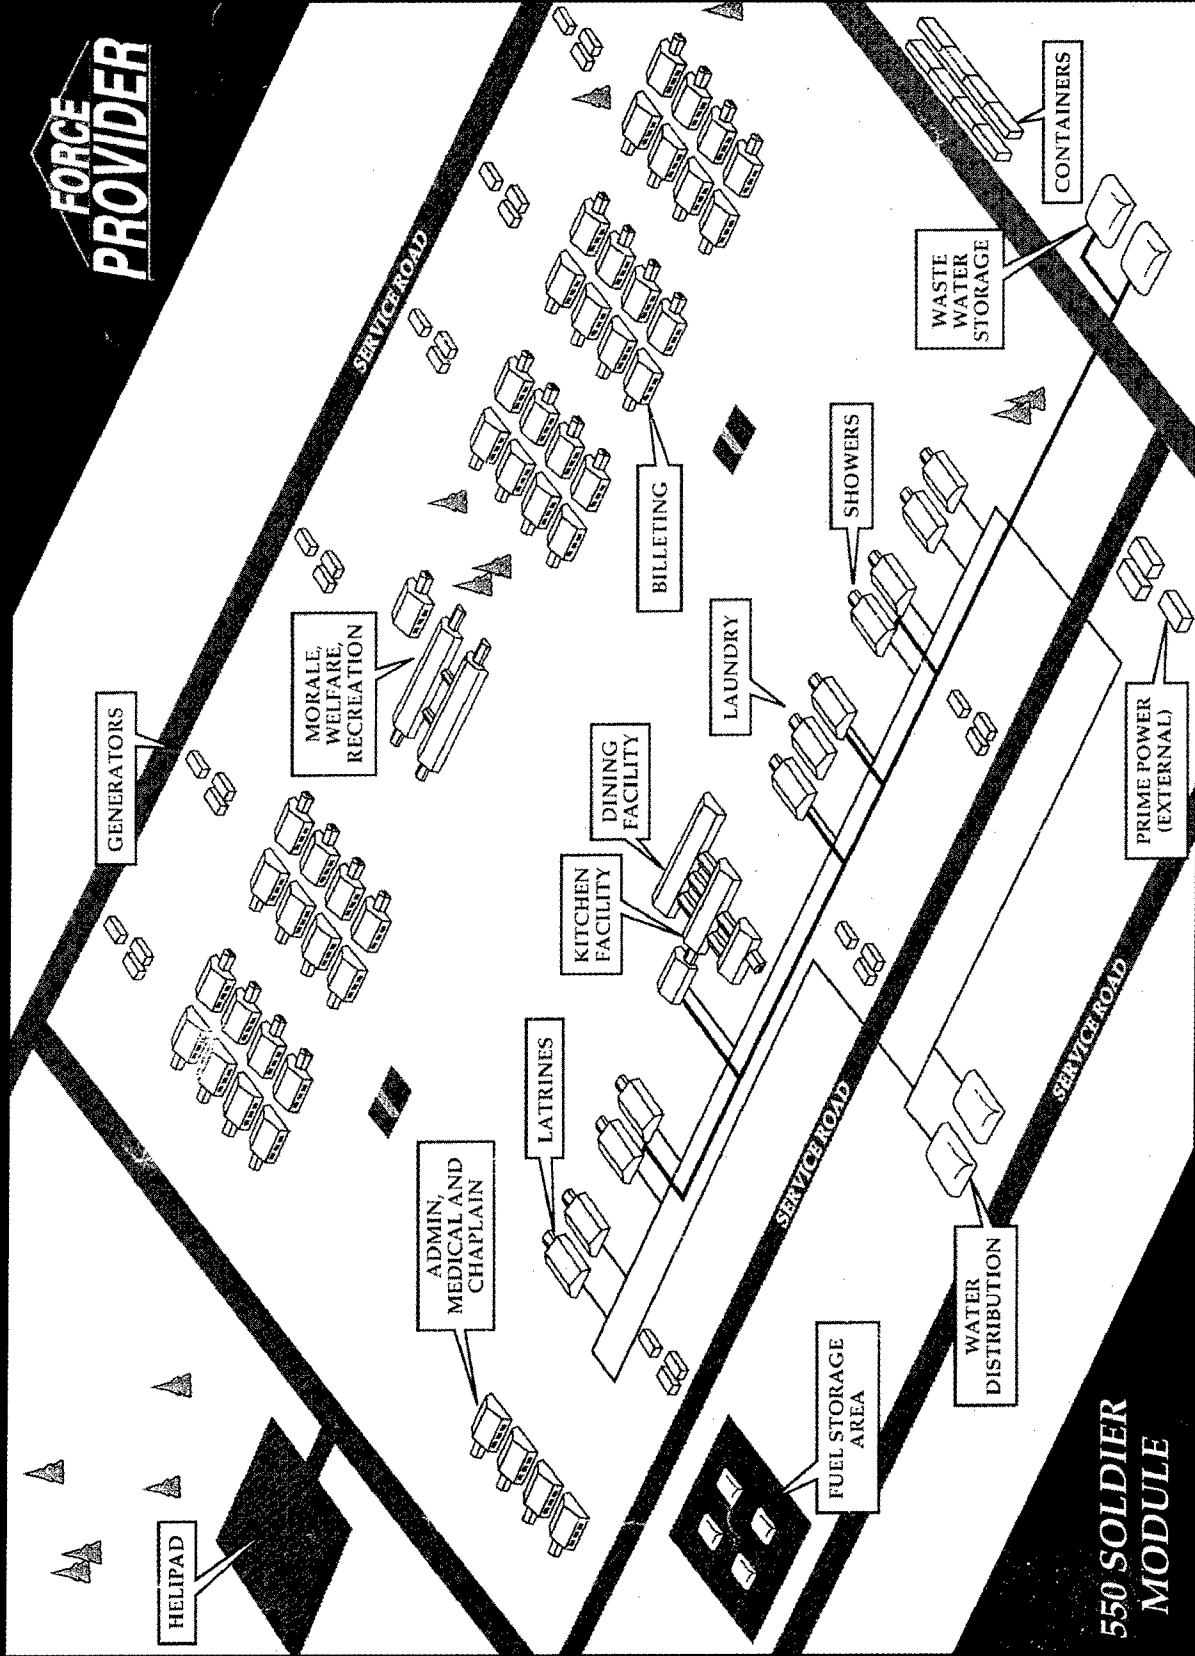 FORCE
PROVIDER
HELIPAD
GENERATORS
SERVICE ROAD
MORALE,
WELFARE,
RECREATION
ADMIN,
MEDICAL AND
CHAPLAIN
LATRINES
KITCHEN
FACILITY
DINING
FACILITY
BILLETING
LAUNDRY
SHOWERS
WASTE
WATER
STORAGE
CONTAINERS
SERVICE ROAD
FUEL STORAGE
AREA
WATER
DISTRIBUTION
SERVICE ROAD
PRIME POWER
(EXTERNAL)
550 SOLDIER
MODULE